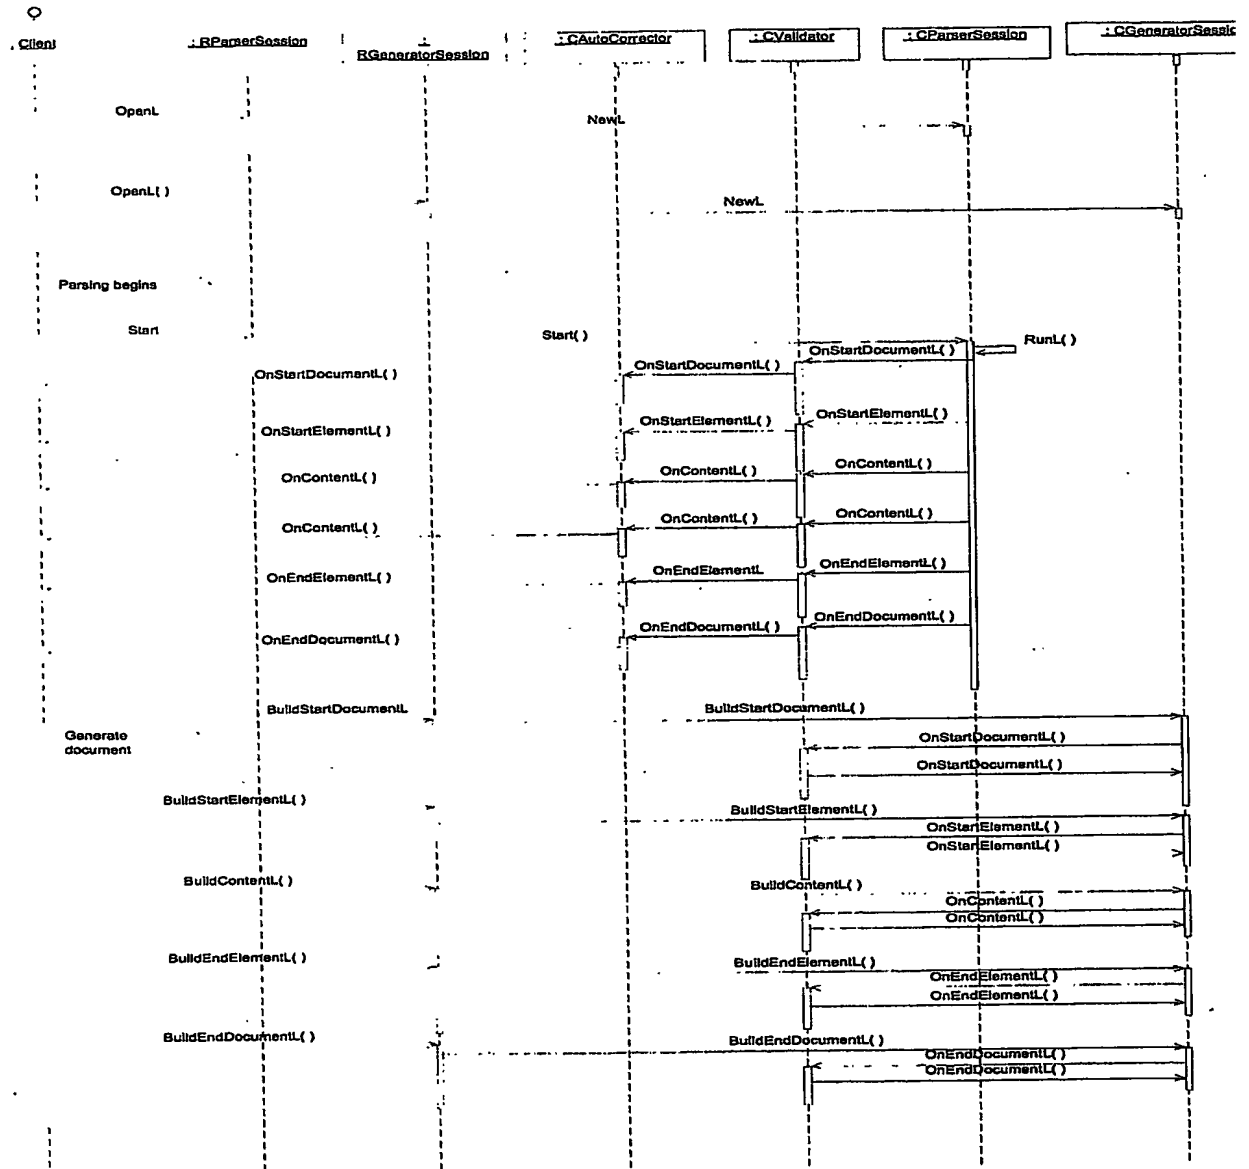 : Client
: RParserSession
:
RGeneratorSession
: CAutoCorrector
: CValidator
: CParserSession
: CGeneratorSessio
OpenL
NewL
OpenL( )
NewL
Parsing begins
Start
Start( )
RunL( )
OnStartDocumentL( )
OnStartDocumentL( )
OnStartDocumentL( )
OnStartElementL( )
OnStartElementL( )
OnStartElementL( )
OnContentL( )
OnContentL( )
OnContentL( )
OnContentL( )
OnContentL( )
OnContentL( )
OnEndElementL( )
OnEndElementL
OnEndElementL( )
OnEndDocumentL( )
OnEndDocumentL( )
OnEndDocumentL( )
BuildStartDocumentL
BuildStartDocumentL( )
Generate
document
OnStartDocumentL( )
OnStartDocumentL( )
BuildStartElementL( )
BuildStartElementL( )
OnStartElementL( )
OnStartElementL( )
BuildContentL( )
BuildContentL( )
OnContentL( )
OnContentL( )
BuildEndElementL( )
BuildEndElementL( )
OnEndElementL( )
OnEndElementL( )
BuildEndDocumentL( )
BuildEndDocumentL( )
OnEndDocumentL( )
OnEndDocumentL( )